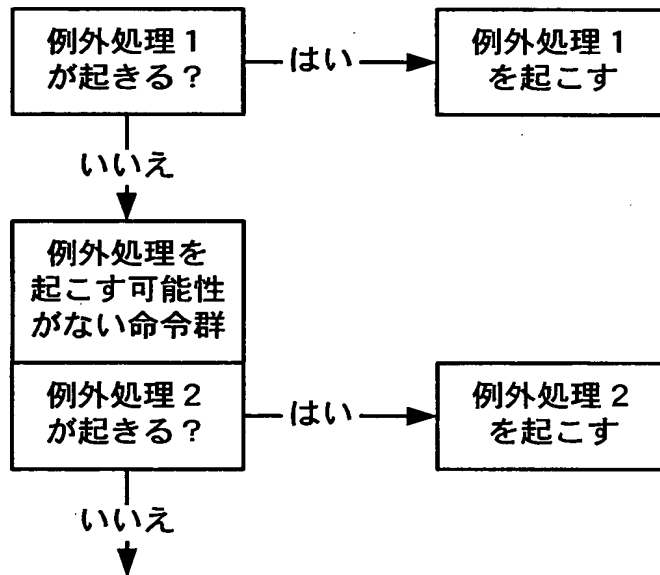 例外処理1
が起きる?
はい
例外処理1
を起こす
いいえ
例外処理を
起こす可能性
がない命令群
例外処理2
が起きる?
はい
例外処理2
を起こす
いいえ